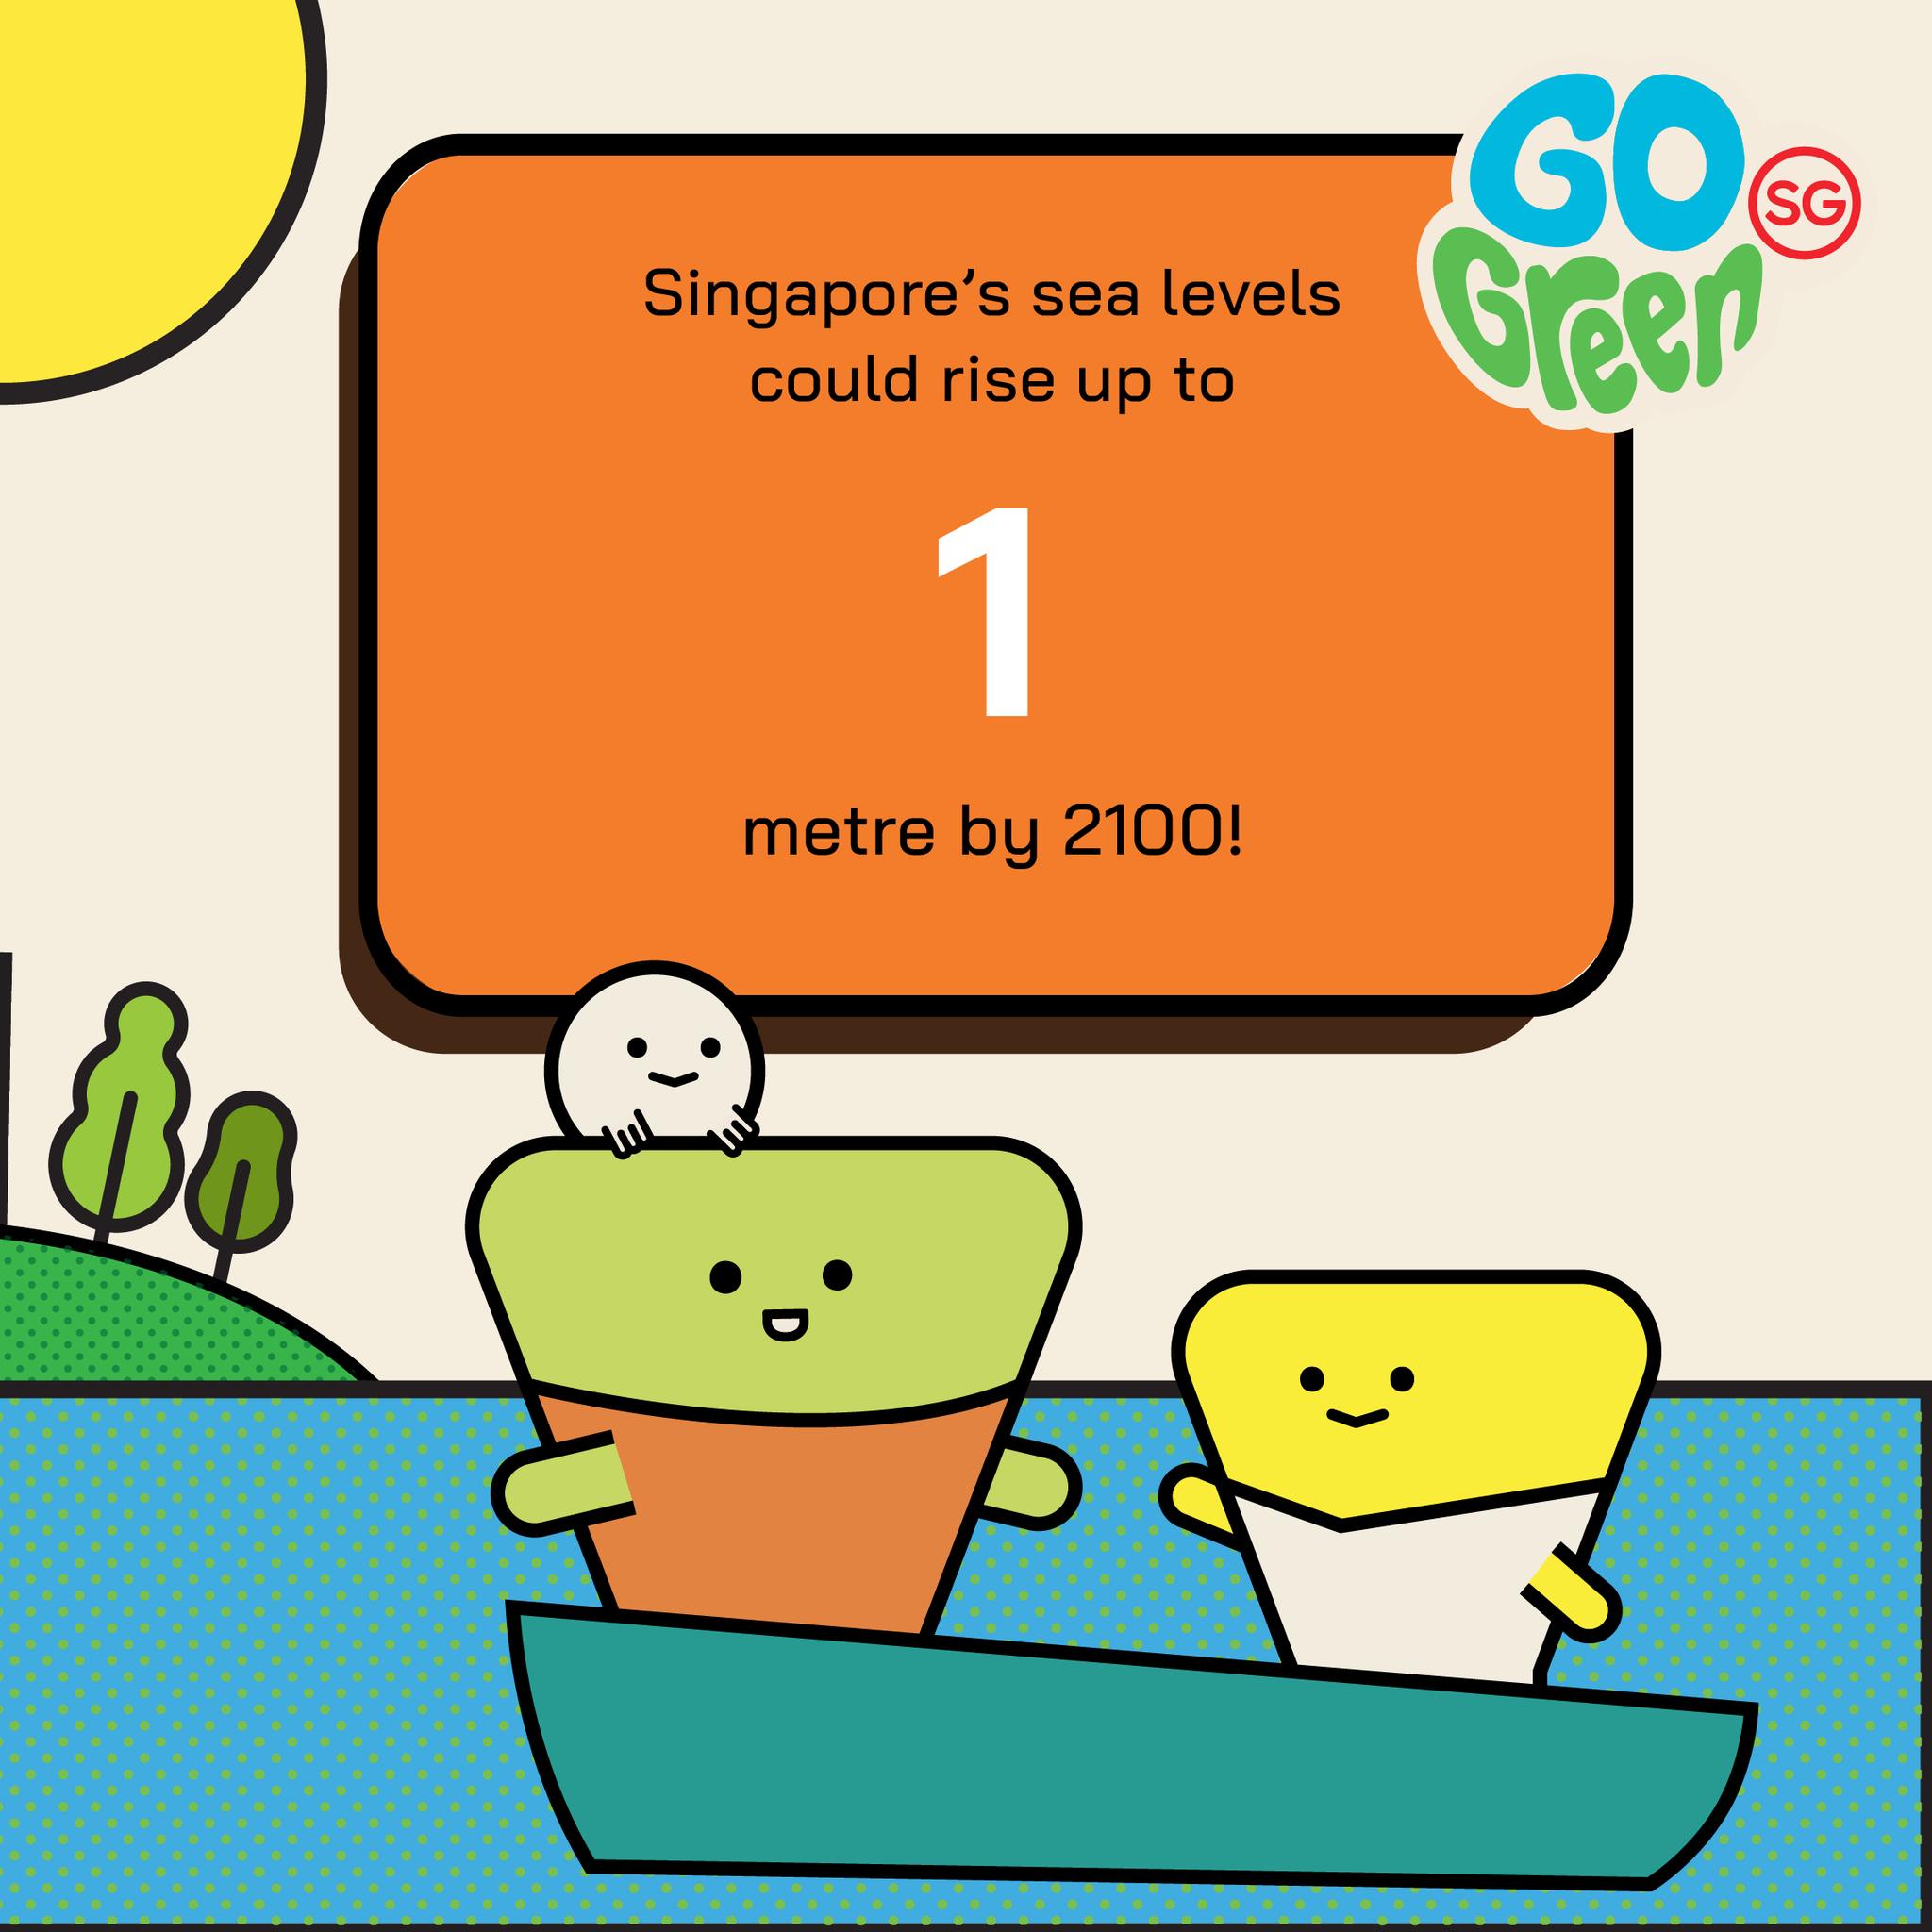 GO
SG
Green
Singapore’s sea levels
could rise up to
1
metre by 2100!